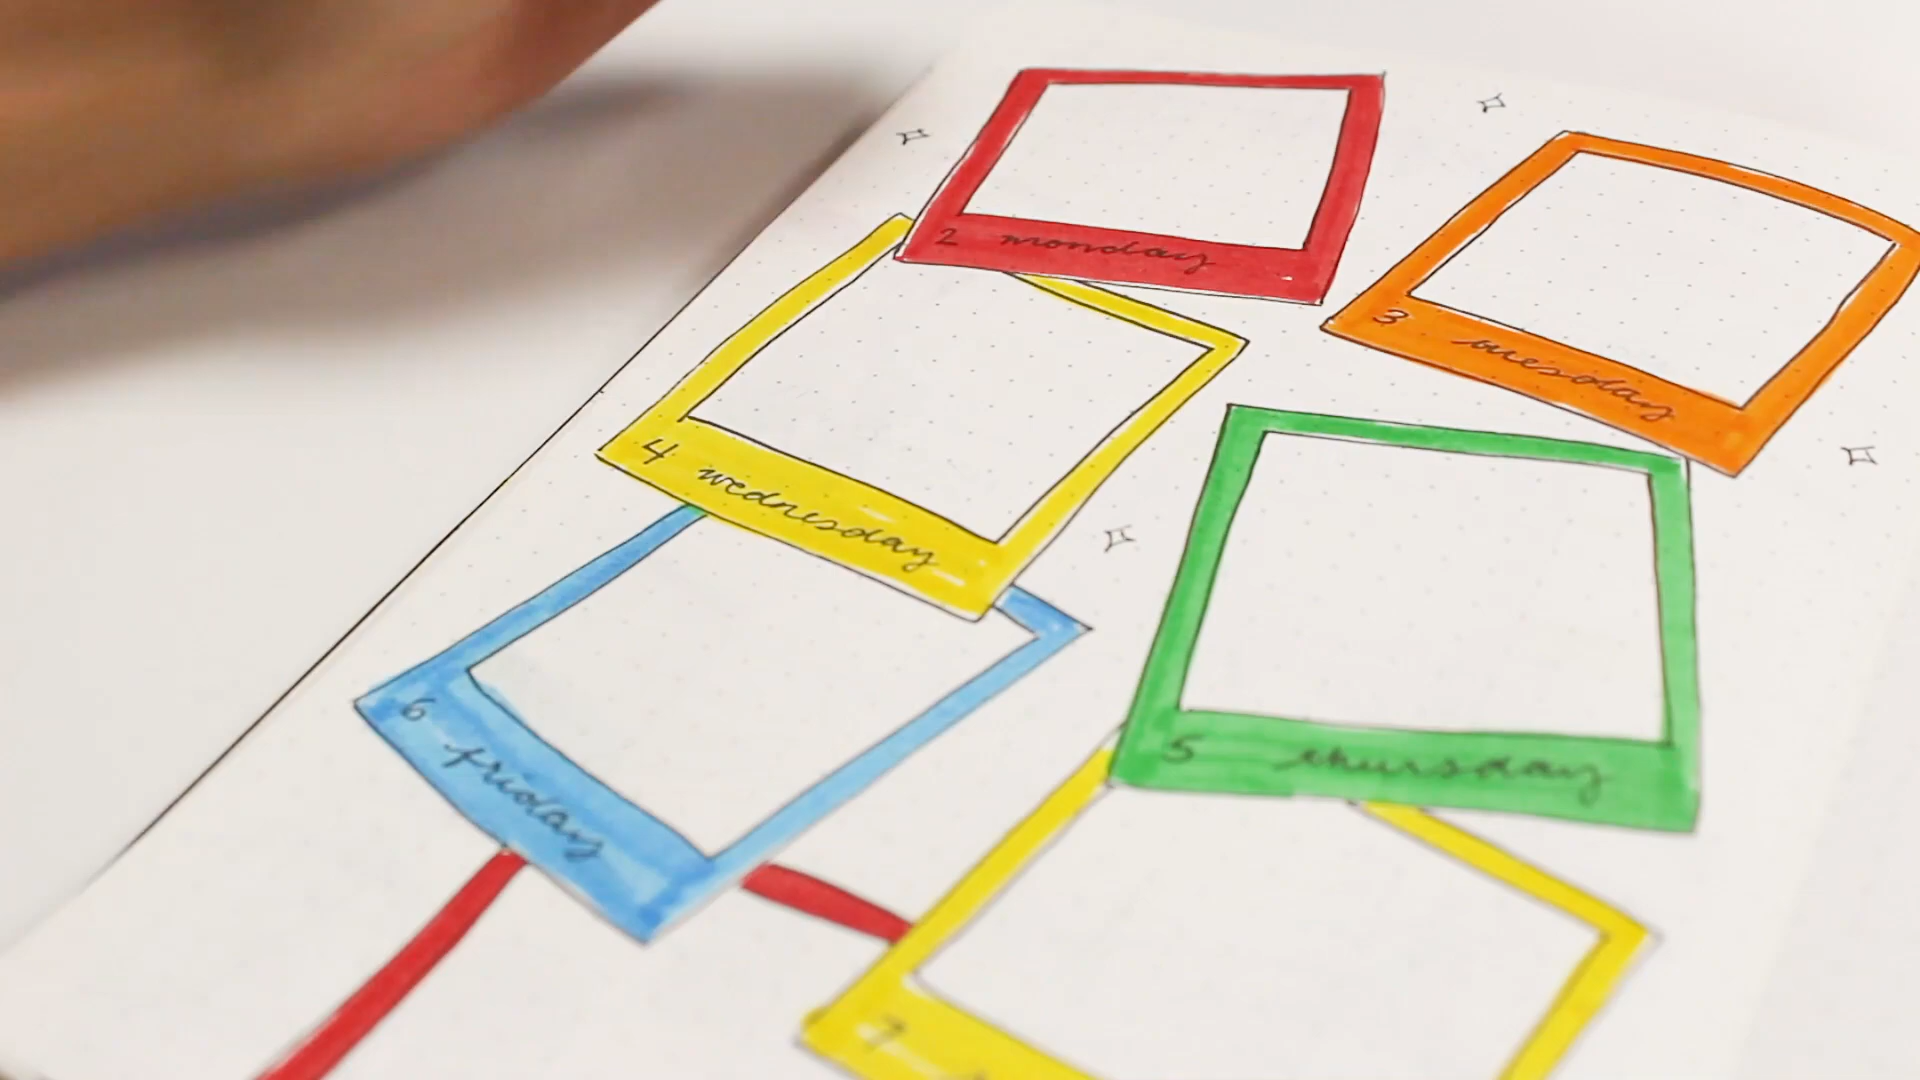 2 monday
3 tuesday
4 wednesday
5 thursday
6 friday
7